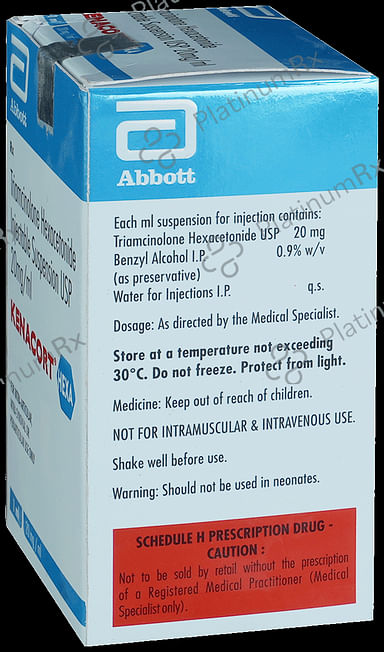 KENACORT
Abbott
Each ml suspension for injection contains:
Triamcinolone Hexacetonide USP 20 mg
Benzyl Alcohol I.P. 0.9% w/v
(as preservative)
Water for Injections I.P. q.s.
Dosage: As directed by the Medical Specialist.
Store at a temperature not exceeding
30°C. Do not freeze. Protect from light.
Medicine: Keep out of reach of children.
NOT FOR INTRAMUSCULAR & INTRAVENOUS USE.
Shake well before use.
Warning: Should not be used in neonates.
SCHEDULE H PRESCRIPTION DRUG -
CAUTION :
Not to be sold by retail without the prescription
of a Registered Medical Practitioner (Medical
Specialist only).
Rx
Triamcinolone Hexacetonide
Injectable Suspension USP
20mg/ml
KENACORT HEXA
PlatinumRx